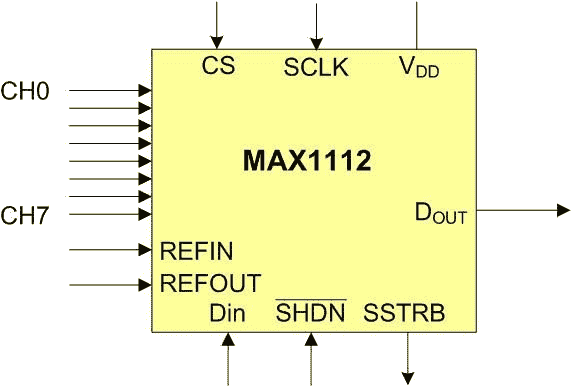 CS SCLK VDD
CH0
MAX1112
CH7
DOUT
REFIN
REFOUT
Din SHDN SSTRB